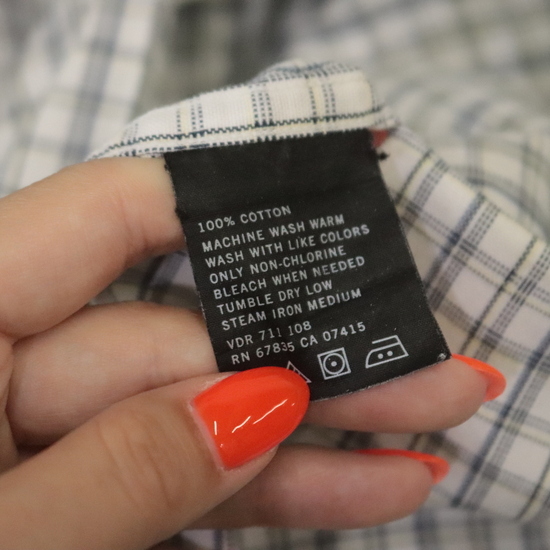 100% COTTON
MACHINE WASH WARM
WASH WITH LIKE COLORS
ONLY NON-CHLORINE
BLEACH WHEN NEEDED
TUMBLE DRY LOW
STEAM IRON MEDIUM
VDR 711 108
RN 67835 CA 07415